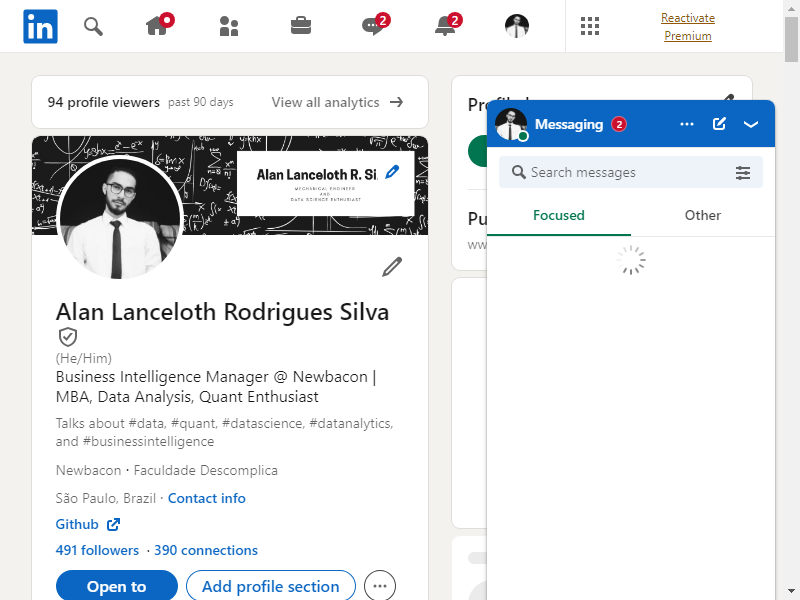 in
2
2
Reactivate
Premium
94 profile viewers past 90 days View all analytics
Alan Lanceloth R. Si
MECHANICAL ENGINEER
AND
DATA SCIENCE ENTHUSIAST
Alan Lanceloth Rodrigues Silva
(He/Him)
Business Intelligence Manager @ Newbacon |
MBA, Data Analysis, Quant Enthusiast
Talks about #data, #quant, #datascience, #datanalytics,
and #businessintelligence
Newbacon · Faculdade Descomplica
São Paulo, Brazil · Contact info
Github
491 followers · 390 connections
Open to
Add profile section
Pu
ww
Messaging 2
Search messages
Focused
Other